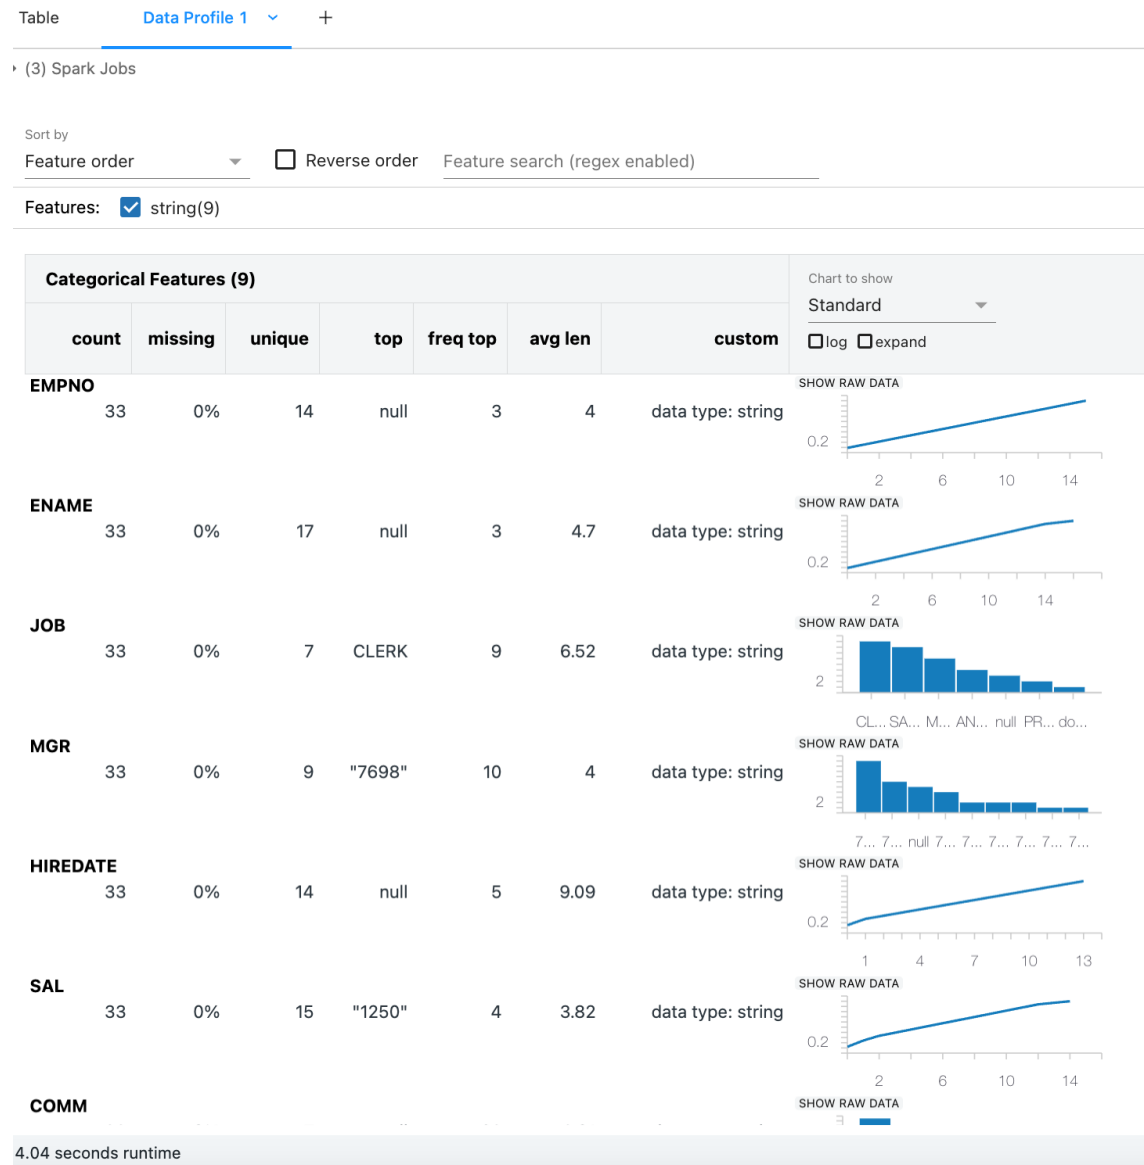 Table Data Profile 1 +
(3) Spark Jobs
Sort by
Feature order Reverse order Feature search (regex enabled)
Features: string(9)
Categorical Features (9) Chart to show
Standard
count missing unique top freq top avg len custom
log expand
EMPNO SHOW RAW DATA
33 0% 14 null 3 4 data type: string
0.2
2 6 10 14
ENAME SHOW RAW DATA
33 0% 17 null 3 4.7 data type: string
0.2
2 6 10 14
JOB SHOW RAW DATA
33 0% 7 CLERK 9 6.52 data type: string
2
CL... SA... M... AN... null PR... do...
MGR SHOW RAW DATA
33 0% 9 "7698" 10 4 data type: string
2
7... 7... null 7... 7... 7... 7... 7... 7...
HIREDATE SHOW RAW DATA
33 0% 14 null 5 9.09 data type: string
0.2
1 4 7 10 13
SAL SHOW RAW DATA
33 0% 15 "1250" 4 3.82 data type: string
0.2
2 6 10 14
COMM SHOW RAW DATA
4.04 seconds runtime